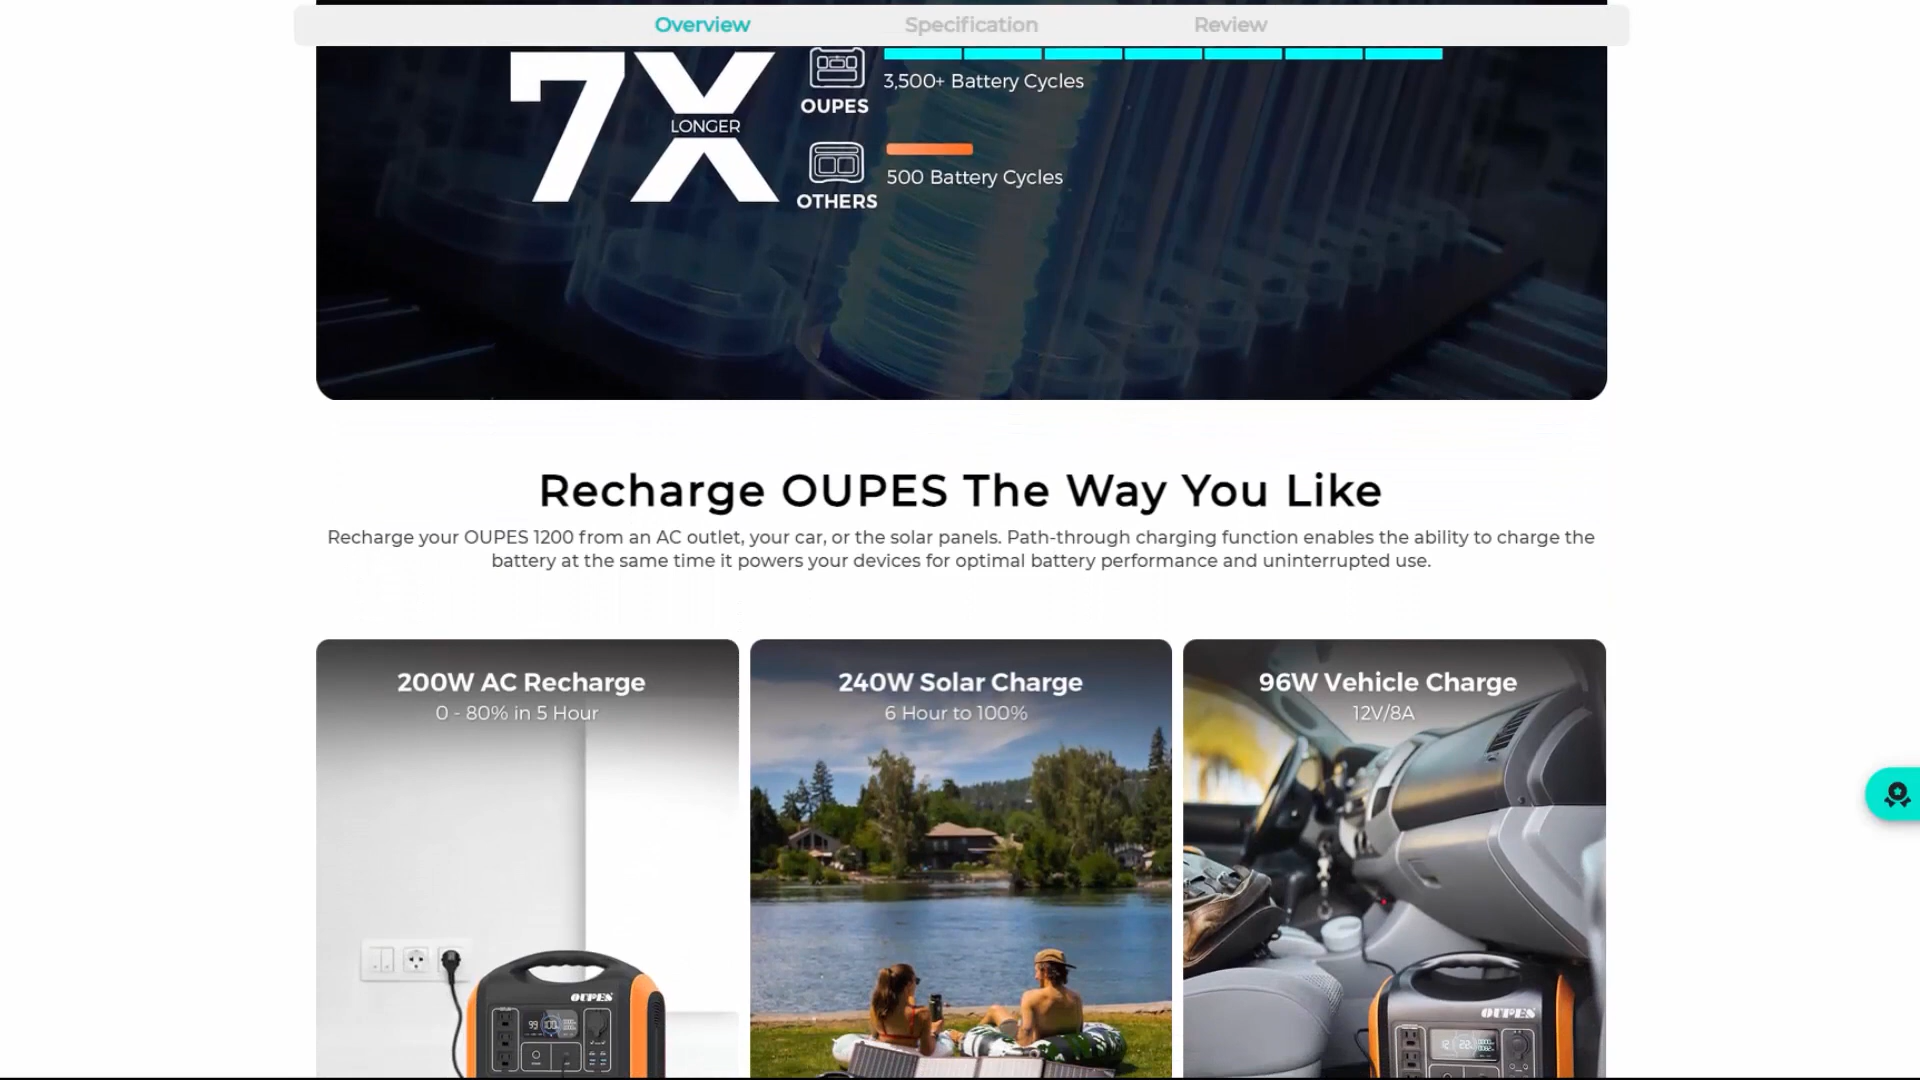 Overview Specification Review
7X
LONGER
OUPES
3,500+ Battery Cycles
OTHERS
500 Battery Cycles
Recharge OUPES The Way You Like
Recharge your OUPES 1200 from an AC outlet, your car, or the solar panels. Path-through charging function enables the ability to charge the
battery at the same time it powers your devices for optimal battery performance and uninterrupted use.
200W AC Recharge
0 - 80% in 5 Hour
240W Solar Charge
6 Hour to 100%
96W Vehicle Charge
12V/8A
OUPES
99 100
OUPES